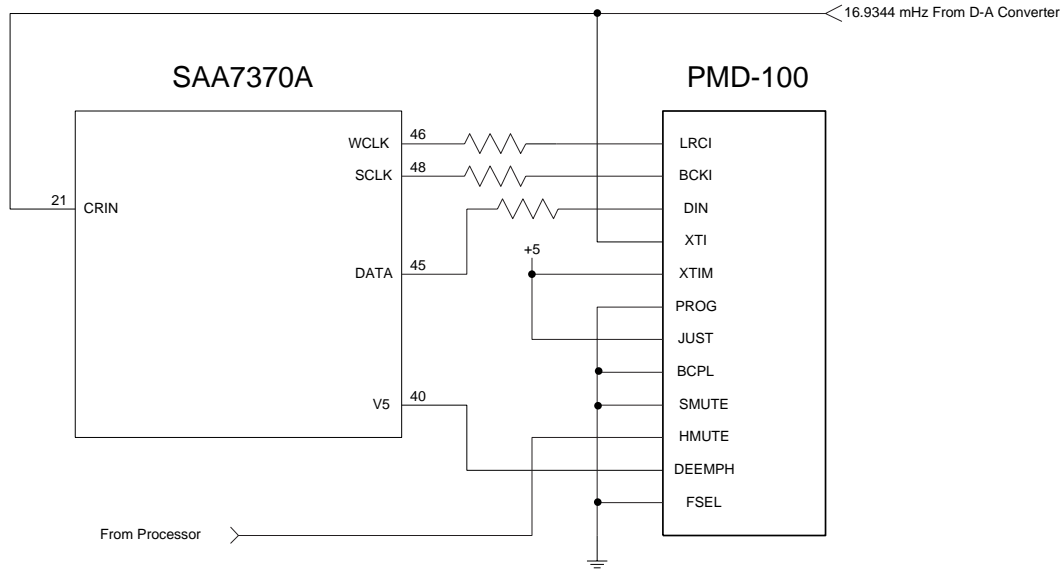 16.9344 mHz From D-A Converter
SAA7370A
PMD-100
WCLK 46
LRCI
SCLK 48
BCKI
21 CRIN
DIN
XTI
+5
DATA 45
XTIM
PROG
JUST
BCPL
V5 40
SMUTE
HMUTE
DEEMPH
FSEL
From Processor